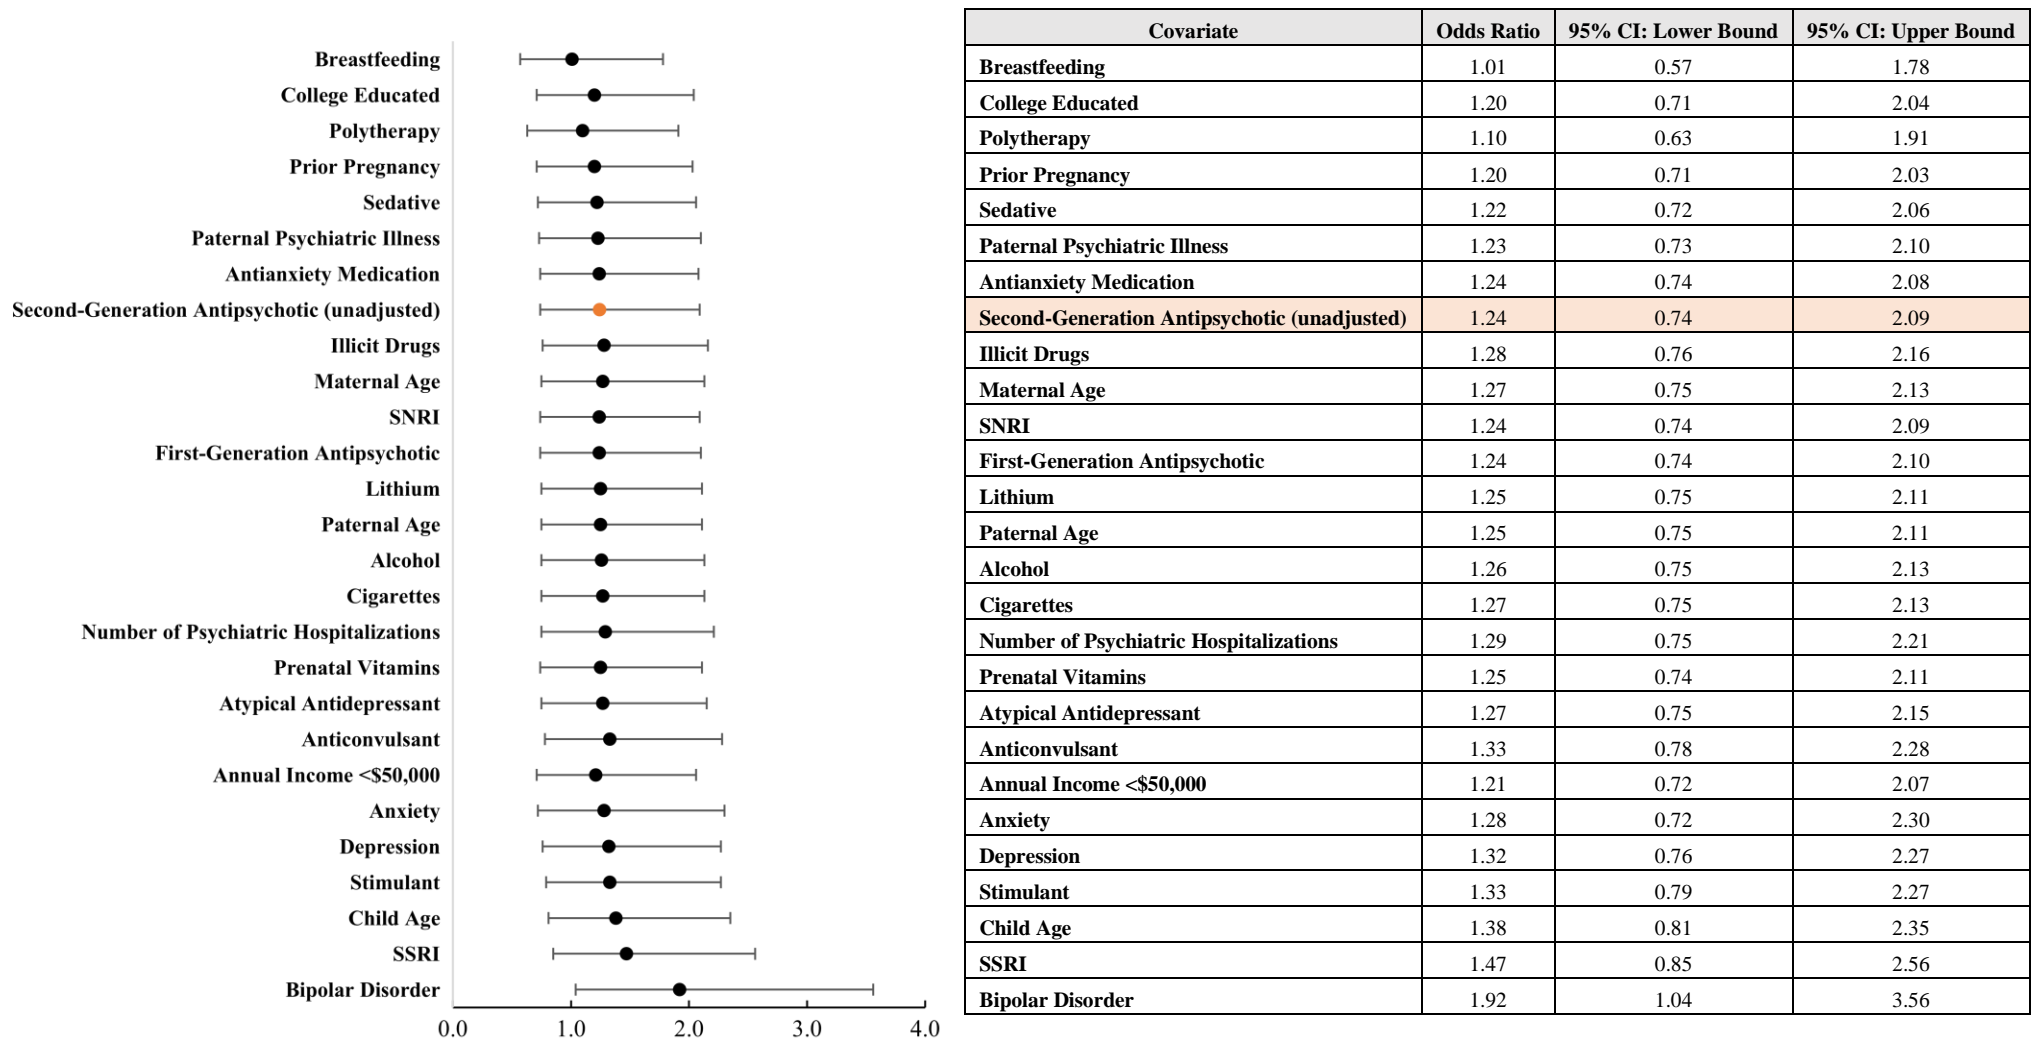 Breastfeeding
College Educated
Polytherapy
Prior Pregnancy
Sedative
Paternal Psychiatric Illness
Antianxiety Medication
Second-Generation Antipsychotic (unadjusted)
Illicit Drugs
Maternal Age
SNRI
First-Generation Antipsychotic
Lithium
Paternal Age
Alcohol
Cigarettes
Number of Psychiatric Hospitalizations
Prenatal Vitamins
Atypical Antidepressant
Anticonvulsant
Annual Income <$50,000
Anxiety
Depression
Stimulant
Child Age
SSRI
Bipolar Disorder
0.0 1.0 2.0 3.0 4.0
Covariate Odds Ratio 95% CI: Lower Bound 95% CI: Upper Bound
Breastfeeding 1.01 0.57 1.78
College Educated 1.20 0.71 2.04
Polytherapy 1.10 0.63 1.91
Prior Pregnancy 1.20 0.71 2.03
Sedative 1.22 0.72 2.06
Paternal Psychiatric Illness 1.23 0.73 2.10
Antianxiety Medication 1.24 0.74 2.08
Second-Generation Antipsychotic (unadjusted) 1.24 0.74 2.09
Illicit Drugs 1.28 0.76 2.16
Maternal Age 1.27 0.75 2.13
SNRI 1.24 0.74 2.09
First-Generation Antipsychotic 1.24 0.74 2.10
Lithium 1.25 0.75 2.11
Paternal Age 1.25 0.75 2.11
Alcohol 1.26 0.75 2.13
Cigarettes 1.27 0.75 2.13
Number of Psychiatric Hospitalizations 1.29 0.75 2.21
Prenatal Vitamins 1.25 0.74 2.11
Atypical Antidepressant 1.27 0.75 2.15
Anticonvulsant 1.33 0.78 2.28
Annual Income <$50,000 1.21 0.72 2.07
Anxiety 1.28 0.72 2.30
Depression 1.32 0.76 2.27
Stimulant 1.33 0.79 2.27
Child Age 1.38 0.81 2.35
SSRI 1.47 0.85 2.56
Bipolar Disorder 1.92 1.04 3.56